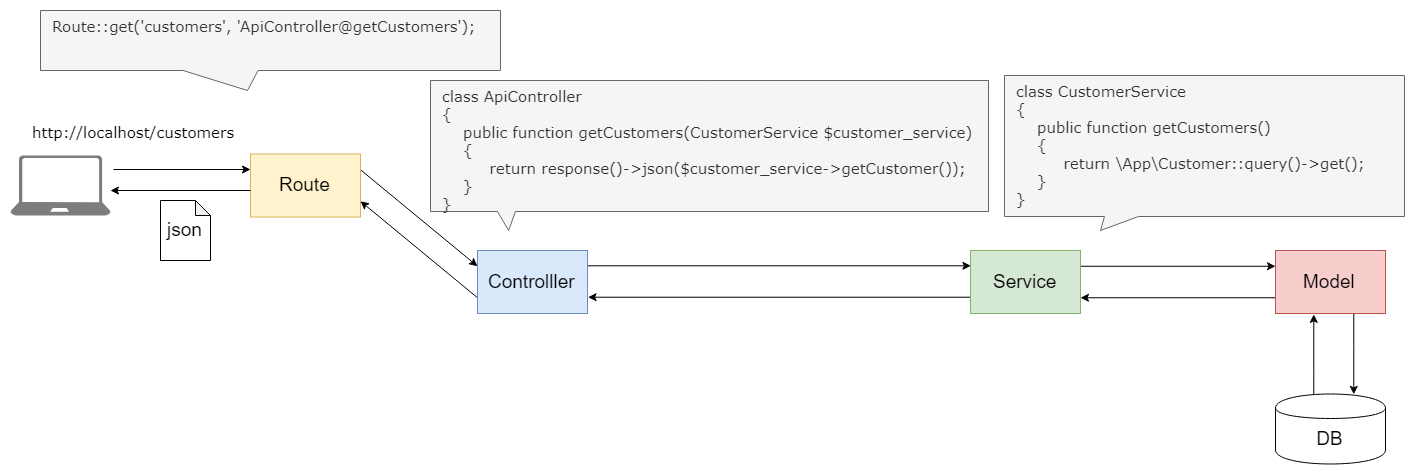 Route::get('customers', 'ApiController@getCustomers');
http://localhost/customers
Route
json
class ApiController
{
public function getCustomers(CustomerService $customer_service)
{
return response()->json($customer_service->getCustomer());
}
}
Controlller
class CustomerService
{
public function getCustomers()
{
return \App\Customer::query()->get();
}
}
Service
Model
DB